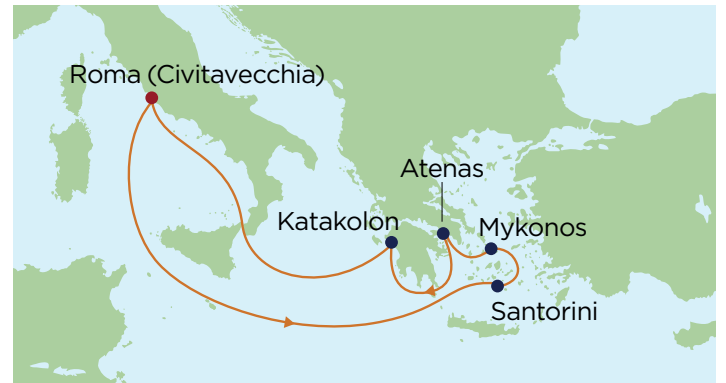 Roma (Civitavecchia)
Atenas
Katakolon
Mykonos
Santorini